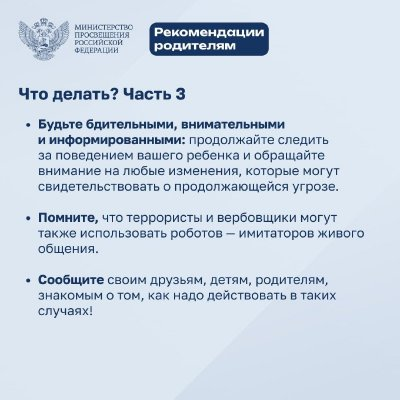 МИНИСТЕРСТВО
ПРОСВЕЩЕНИЯ
РОССИЙСКОЙ
ФЕДЕРАЦИИ
Рекомендации
родителям
Что делать? Часть 3
• Будьте бдительными, внимательными
и информированными: продолжайте следить
за поведением вашего ребенка и обращайте
внимание на любые изменения, которые могут
свидетельствовать о продолжающейся угрозе.
• Помните, что террористы и вербовщики могут
также использовать роботов — имитаторов живого
общения.
• Сообщите своим друзьям, детям, родителям,
знакомым о том, как надо действовать в таких
случаях!